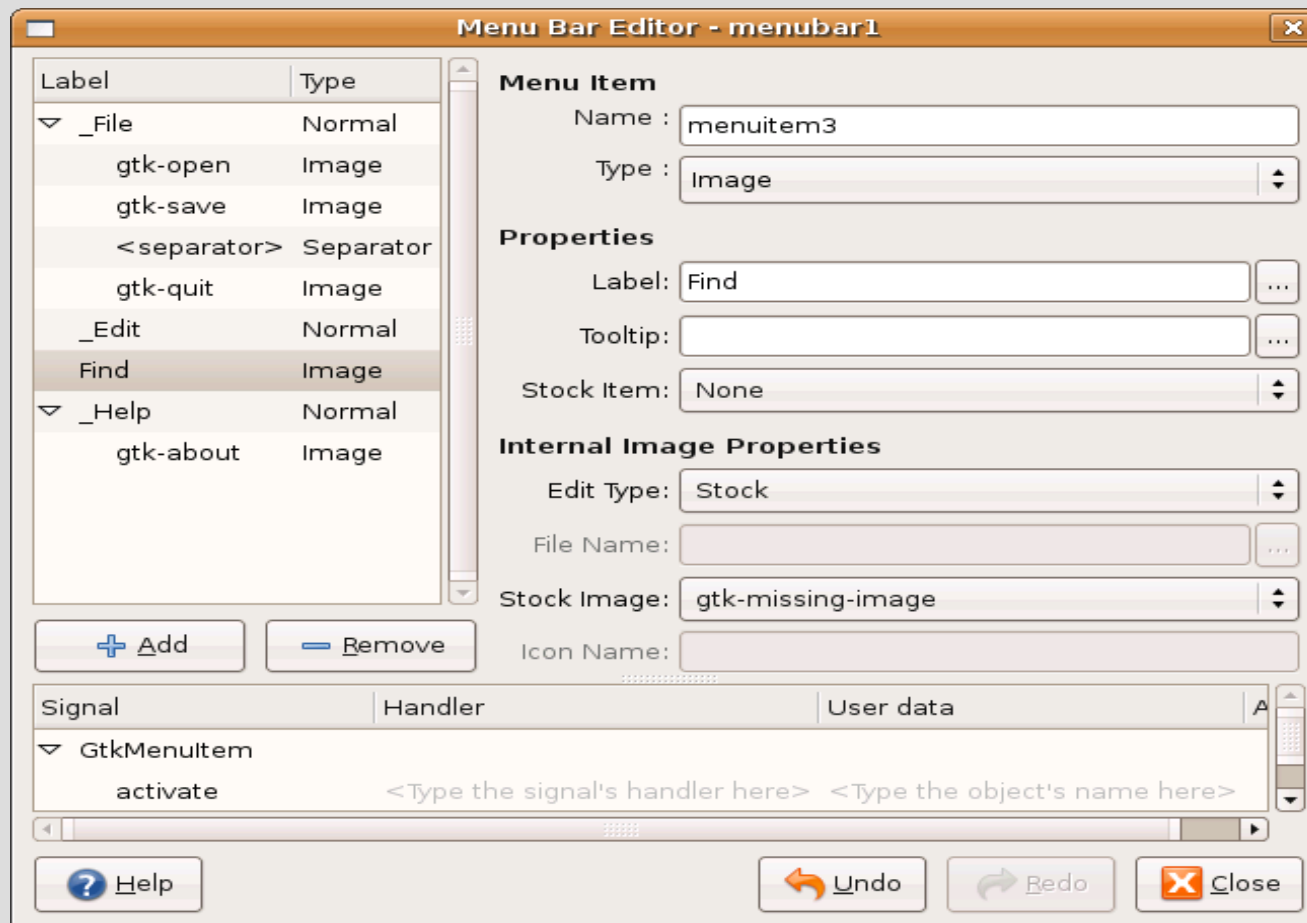 Menu Bar Editor - menubar1
Label Type
_File Normal
gtk-open Image
gtk-save Image
<separator> Separator
gtk-quit Image
_Edit Normal
Find Image
_Help Normal
gtk-about Image
Add Remove
Menu Item
Name : menuitem3
Type : Image
Properties
Label: Find ...
Tooltip: ...
Stock Item: None
Internal Image Properties
Edit Type: Stock
File Name: ...
Stock Image: gtk-missing-image
Icon Name:
Signal Handler User data A
GtkMenuItem
activate <Type the signal's handler here> <Type the object's name here>
Help Undo Redo Close